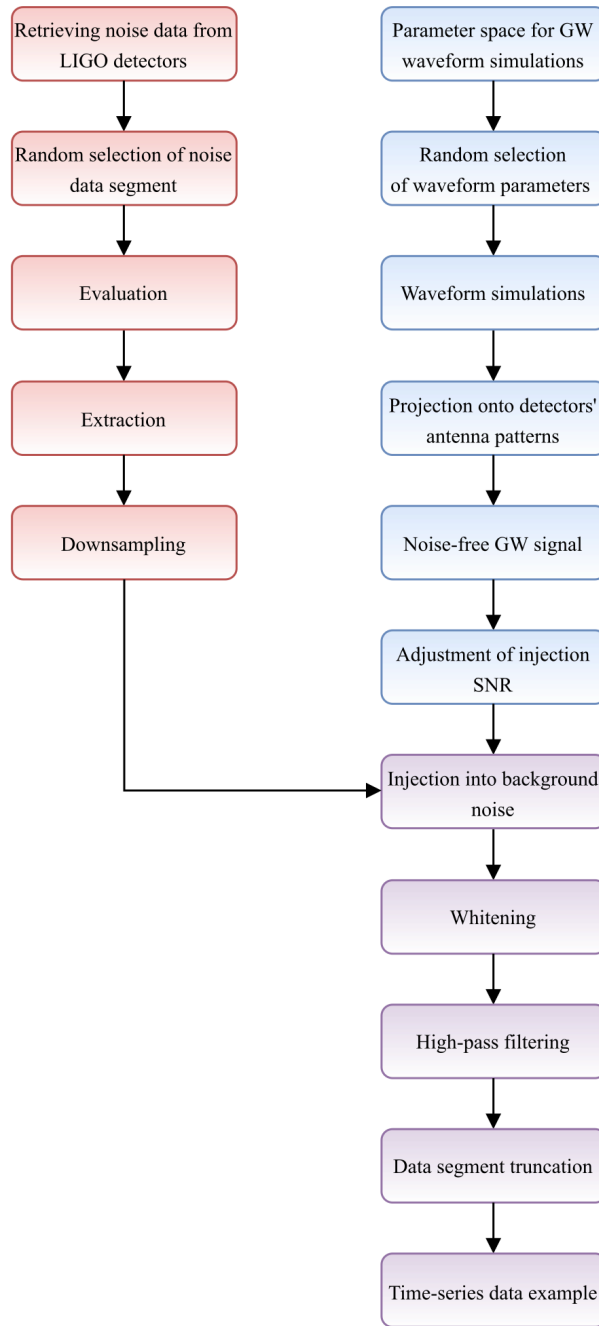 Retrieving noise data from
LIGO detectors
Random selection of noise
data segment
Evaluation
Extraction
Downsampling
Parameter space for GW
waveform simulations
Random selection
of waveform parameters
Waveform simulations
Projection onto detectors'
antenna patterns
Noise-free GW signal
Adjustment of injection
SNR
Injection into background
noise
Whitening
High-pass filtering
Data segment truncation
Time-series data example